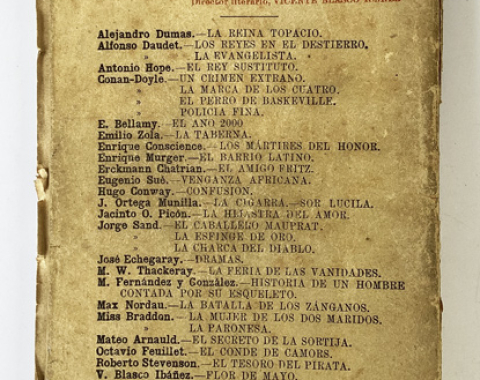 Director literario, VICENTE BLASCO IBAÑEZ
Alejandro Dumas.—LA REINA TOPACIO.
Alfonso Daudet.—LOS REYES EN EL DESTIERRO.
» LA EVANGELISTA.
Antonio Hope.—EL REY SUSTITUTO.
Conan-Doyle.—UN CRIMEN EXTRAÑO.
» LA MARCA DE LOS CUATRO.
» EL PERRO DE BASKEVILLE.
» POLICIA FINA.
E. Bellamy.—EL AÑO 2000
Emilio Zola.—LA TABERNA.
Enrique Conscience.—LOS MÁRTIRES DEL HONOR.
Enrique Murger.—EL BARRIO LATINO.
Erckmann Chatrian.—EL AMIGO FRITZ.
Eugenio Sué.—VENGANZA AFRICANA.
Hugo Conway.—CONFUSIÓN.
J. Ortega Munilla.—LA CIGARRA.—SOR LUCILA.
Jacinto O. Picón.—LA HIJASTRA DEL AMOR.
Jorge Sand.—EL CABALLERO MAUPRAT.
» LA ESFINGE DE ORO.
» LA CHARCA DEL DIABLO.
José Echegaray.—DRAMAS.
M. W. Thackeray.—LA FERIA DE LAS VANIDADES.
M. Fernández y González.—HISTORIA DE UN HOMBRE
CONTADA POR SU ESQUELETO.
Max Nordau.—LA BATALLA DE LOS ZÁNGANOS.
Miss Braddon.—LA MUJER DE LOS DOS MARIDOS.
» LA PARONESA.
Mateo Arnauld.—EL SECRETO DE LA SORTIJA.
Octavio Feuillet.—EL CONDE DE CAMORS.
Roberto Stevenson.—EL TESORO DEL PIRATA.
V. Blasco Ibáñez.—FLOR DE MAYO.